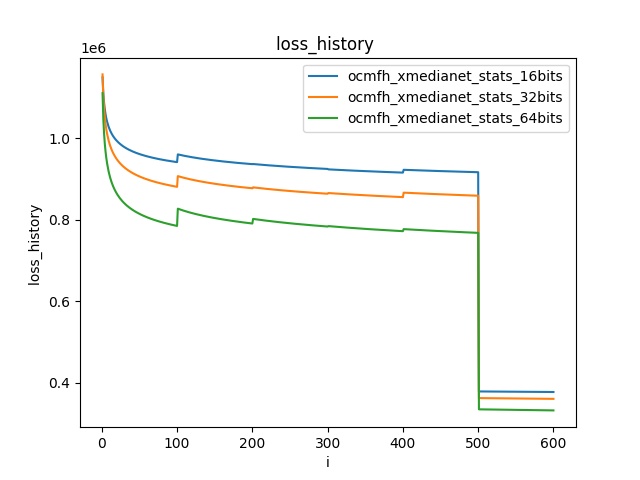 loss_history
1e6
ocmfh_xmedianet_stats_16bits
ocmfh_xmedianet_stats_32bits
ocmfh_xmedianet_stats_64bits
1.0
0.8
0.6
0.4
loss_history
0 100 200 300 400 500 600
i